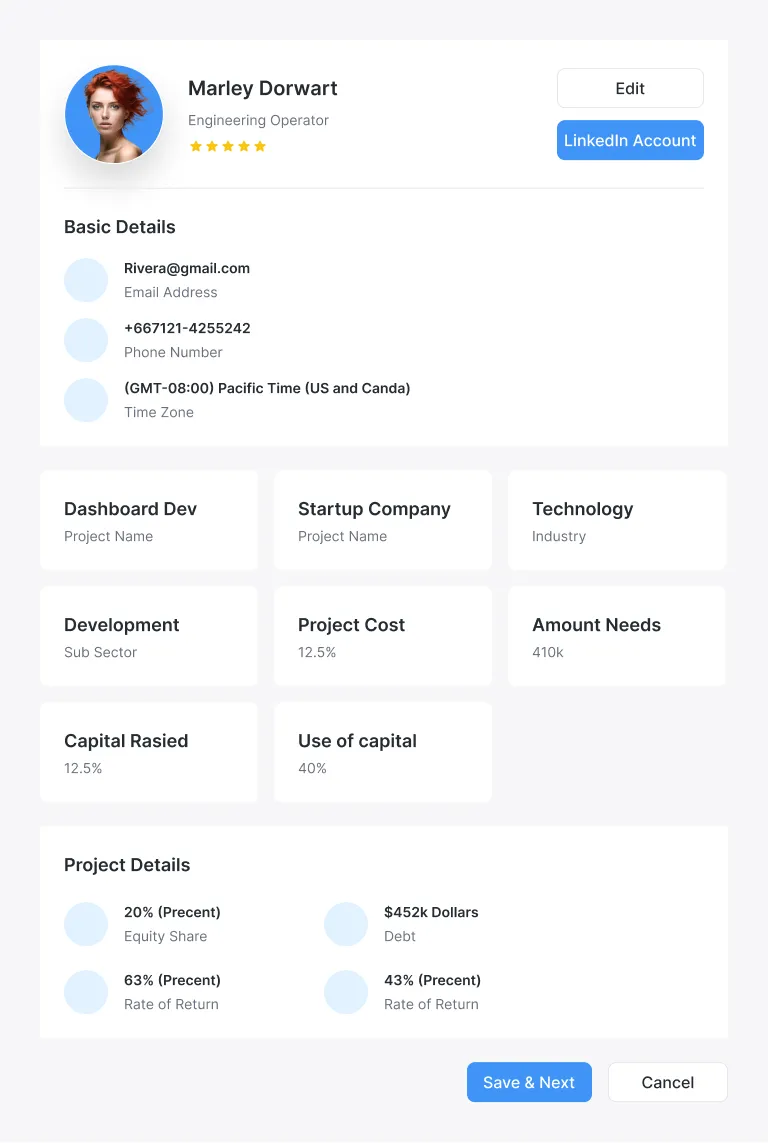 Marley Dorwart
Engineering Operator
Edit
LinkedIn Account
Basic Details
Rivera@gmail.com
Email Address
+667121-4255242
Phone Number
(GMT-08:00) Pacific Time (US and Canda)
Time Zone
Dashboard Dev
Project Name
Startup Company
Project Name
Technology
Industry
Development
Sub Sector
Project Cost
12.5%
Amount Needs
410k
Capital Rasied
12.5%
Use of capital
40%
Project Details
20% (Precent)
Equity Share
$452k Dollars
Debt
63% (Precent)
Rate of Return
43% (Precent)
Rate of Return
Save & Next
Cancel